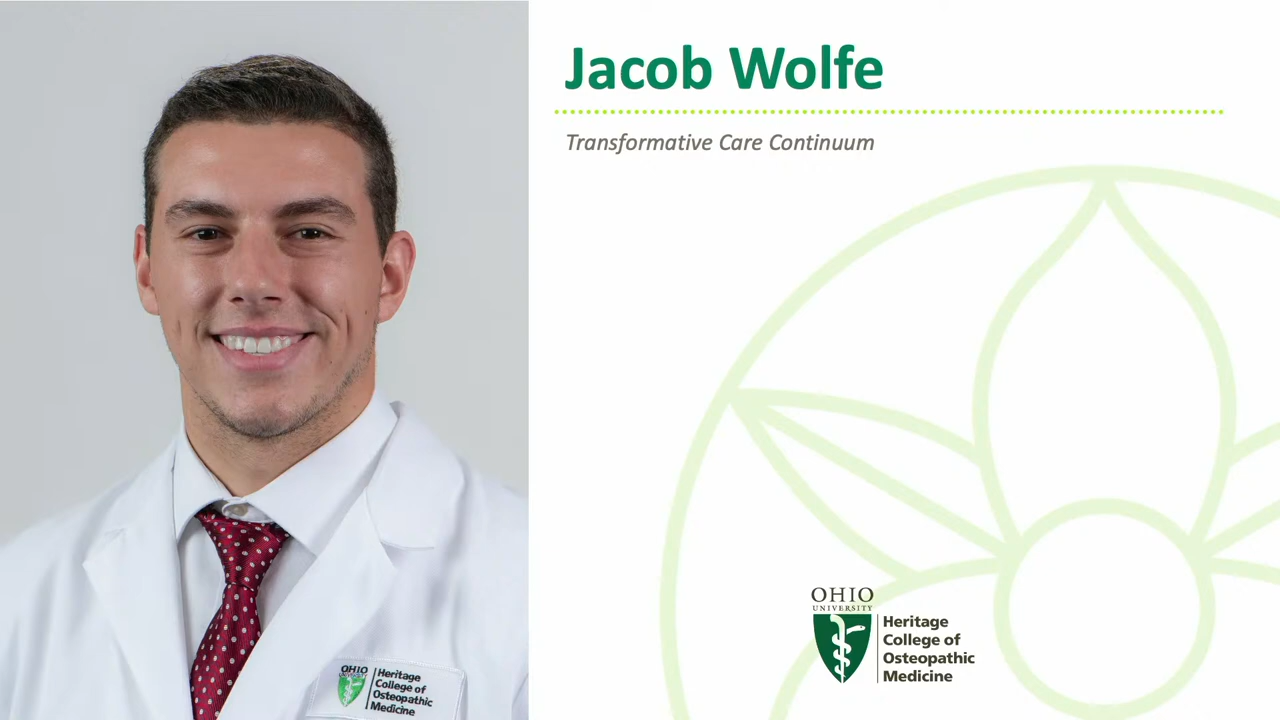 Jacob Wolfe
Transformative Care Continuum
OHIO
UNIVERSITY
Heritage
College of
Osteopathic
Medicine
OHIO
UNIVERSITY
Heritage
College of
Osteopathic
Medicine